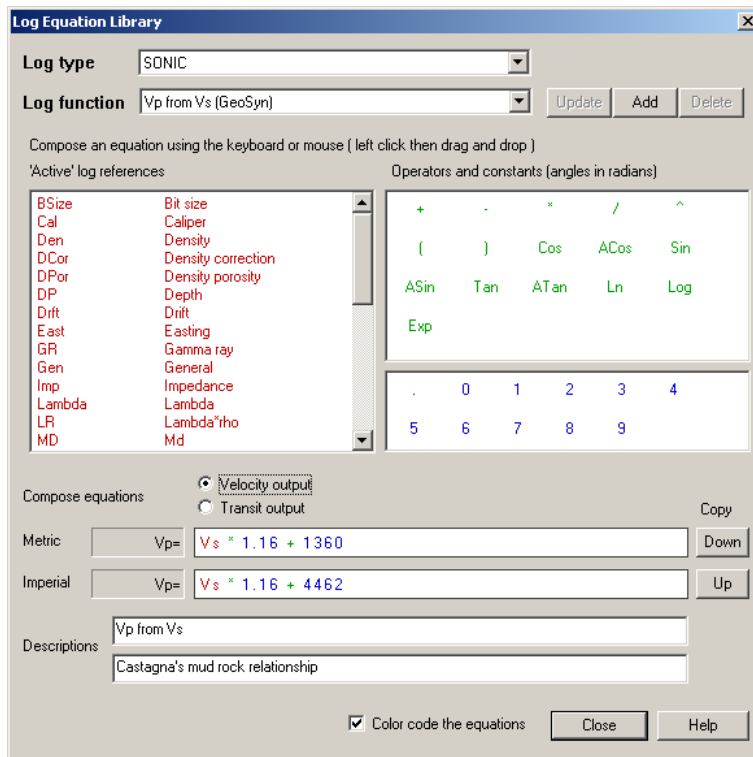 Log Equation Library
Log type SONIC
Log function Vp from Vs (GeoSyn) Update Add Delete
Compose an equation using the keyboard or mouse ( left click then drag and drop )
'Active' log references Operators and constants (angles in radians)
BSize Bit size
Cal Caliper
Den Density
DCor Density correction
DPor Density porosity
DP Depth
Drft Drift
East Easting
GR Gamma ray
Gen General
Imp Impedance
Lambda Lambda
LR Lambda*rho
MD Md
+ - * / ^
( ) Cos ACos Sin
ASin Tan ATan Ln Log
Exp
. 0 1 2 3 4
5 6 7 8 9
Compose equations
Velocity output
Transit output
Copy
Metric Vp= Vs * 1.16 + 1360 Down
Imperial Vp= Vs * 1.16 + 4462 Up
Descriptions
Vp from Vs
Castagna's mud rock relationship
Color code the equations Close Help